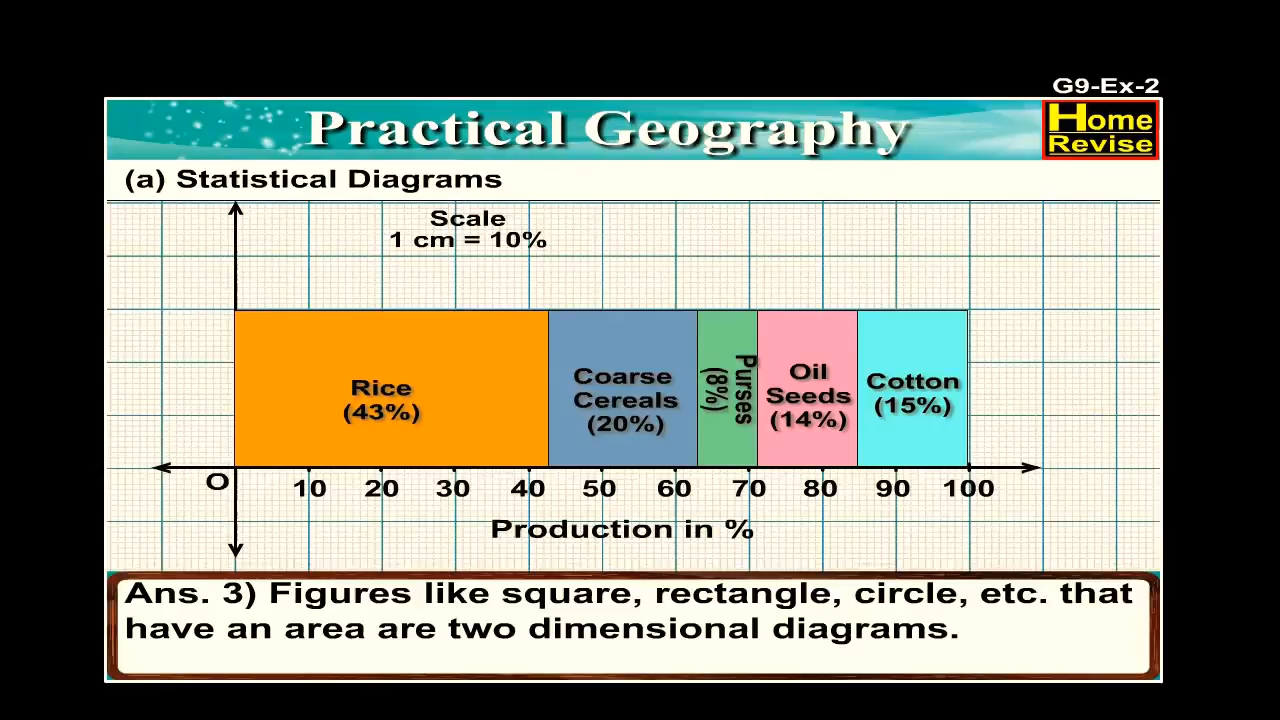 G9-Ex-2
Practical Geography
Home
Revise
(a) Statistical Diagrams
Scale
1 cm = 10%
Rice
(43%)
Coarse
Cereals
(20%)
Purses
(8%)
Oil
Seeds
(14%)
Cotton
(15%)
O 10 20 30 40 50 60 70 80 90 100
Production in %
Ans. 3) Figures like square, rectangle, circle, etc. that
have an area are two dimensional diagrams.